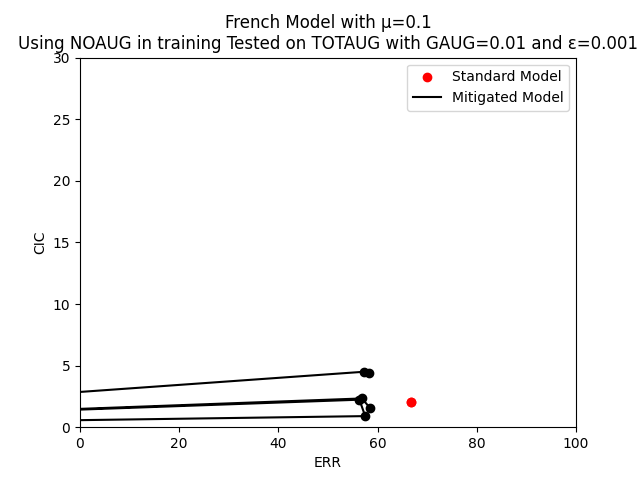 French Model with μ=0.1
Using NOAUG in training Tested on TOTAUG with GAUG=0.01 and ε=0.001
Standard Model
Mitigated Model
30
25
20
15
10
5
0
CIC
0 20 40 60 80 100
ERR